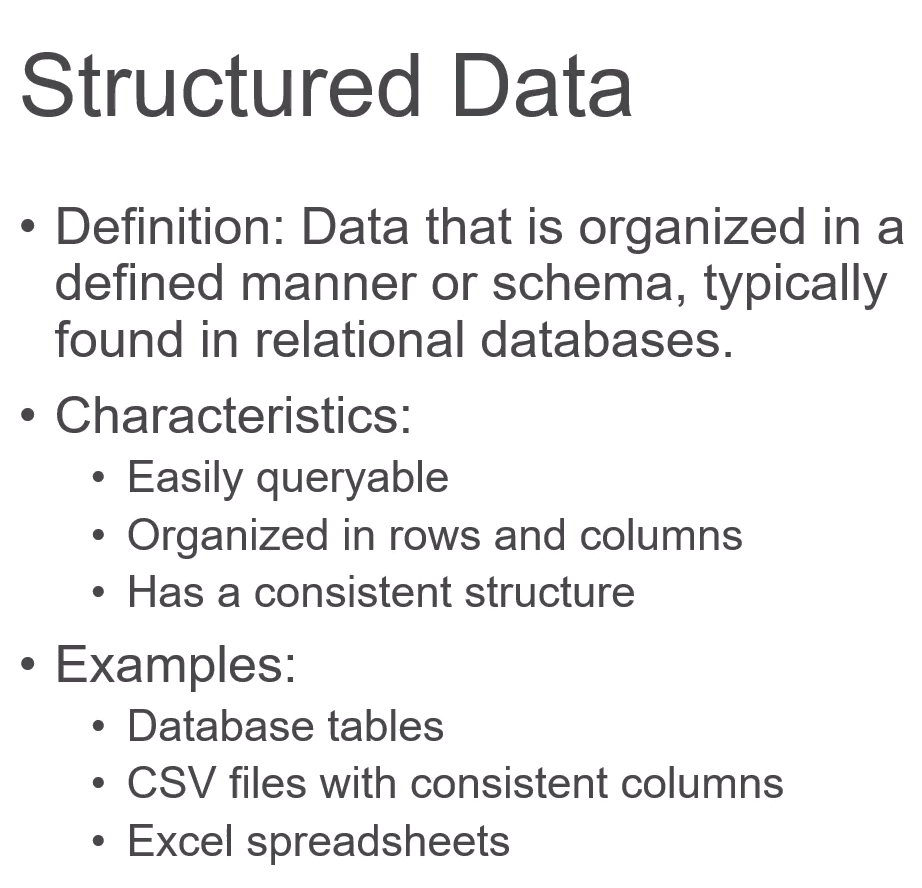 Structured Data
• Definition: Data that is organized in a
defined manner or schema, typically
found in relational databases.
• Characteristics:
• Easily queryable
• Organized in rows and columns
• Has a consistent structure
• Examples:
• Database tables
• CSV files with consistent columns
• Excel spreadsheets